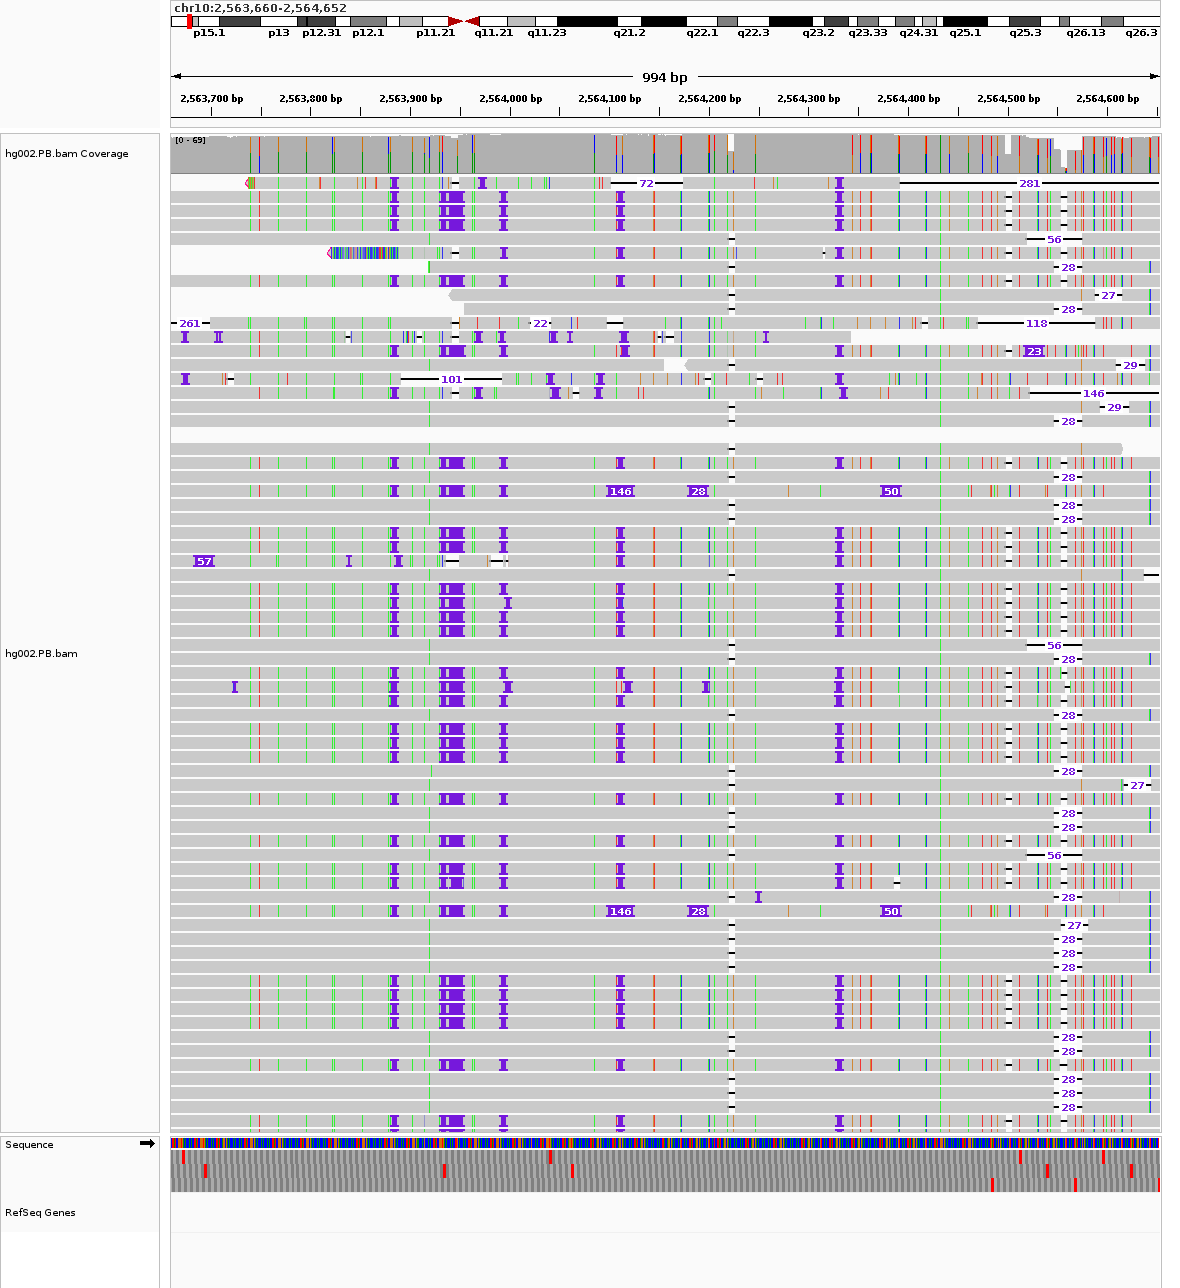 chr10:2,563,660-2,564,652
p15.1 p13 p12.31 p12.1 p11.21 q11.21 q11.23 q21.2 q22.1 q22.3 q23.2 q23.33 q24.31 q25.1 q25.3 q26.13 q26.3
994 bp
2,563,700 bp 2,563,800 bp 2,563,900 bp 2,564,000 bp 2,564,100 bp 2,564,200 bp 2,564,300 bp 2,564,400 bp 2,564,500 bp 2,564,600 bp
[0 - 69]
hg002.PB.bam Coverage
72 281
56
28
27
28
261 22 118
23
29
101
146
29
28
28
146 28 50
28
28
57
56
hg002.PB.bam
28
28
28
27
28
28
56
28
146 28 50
27
28
28
28
28
28
28
28
28
Sequence
RefSeq Genes